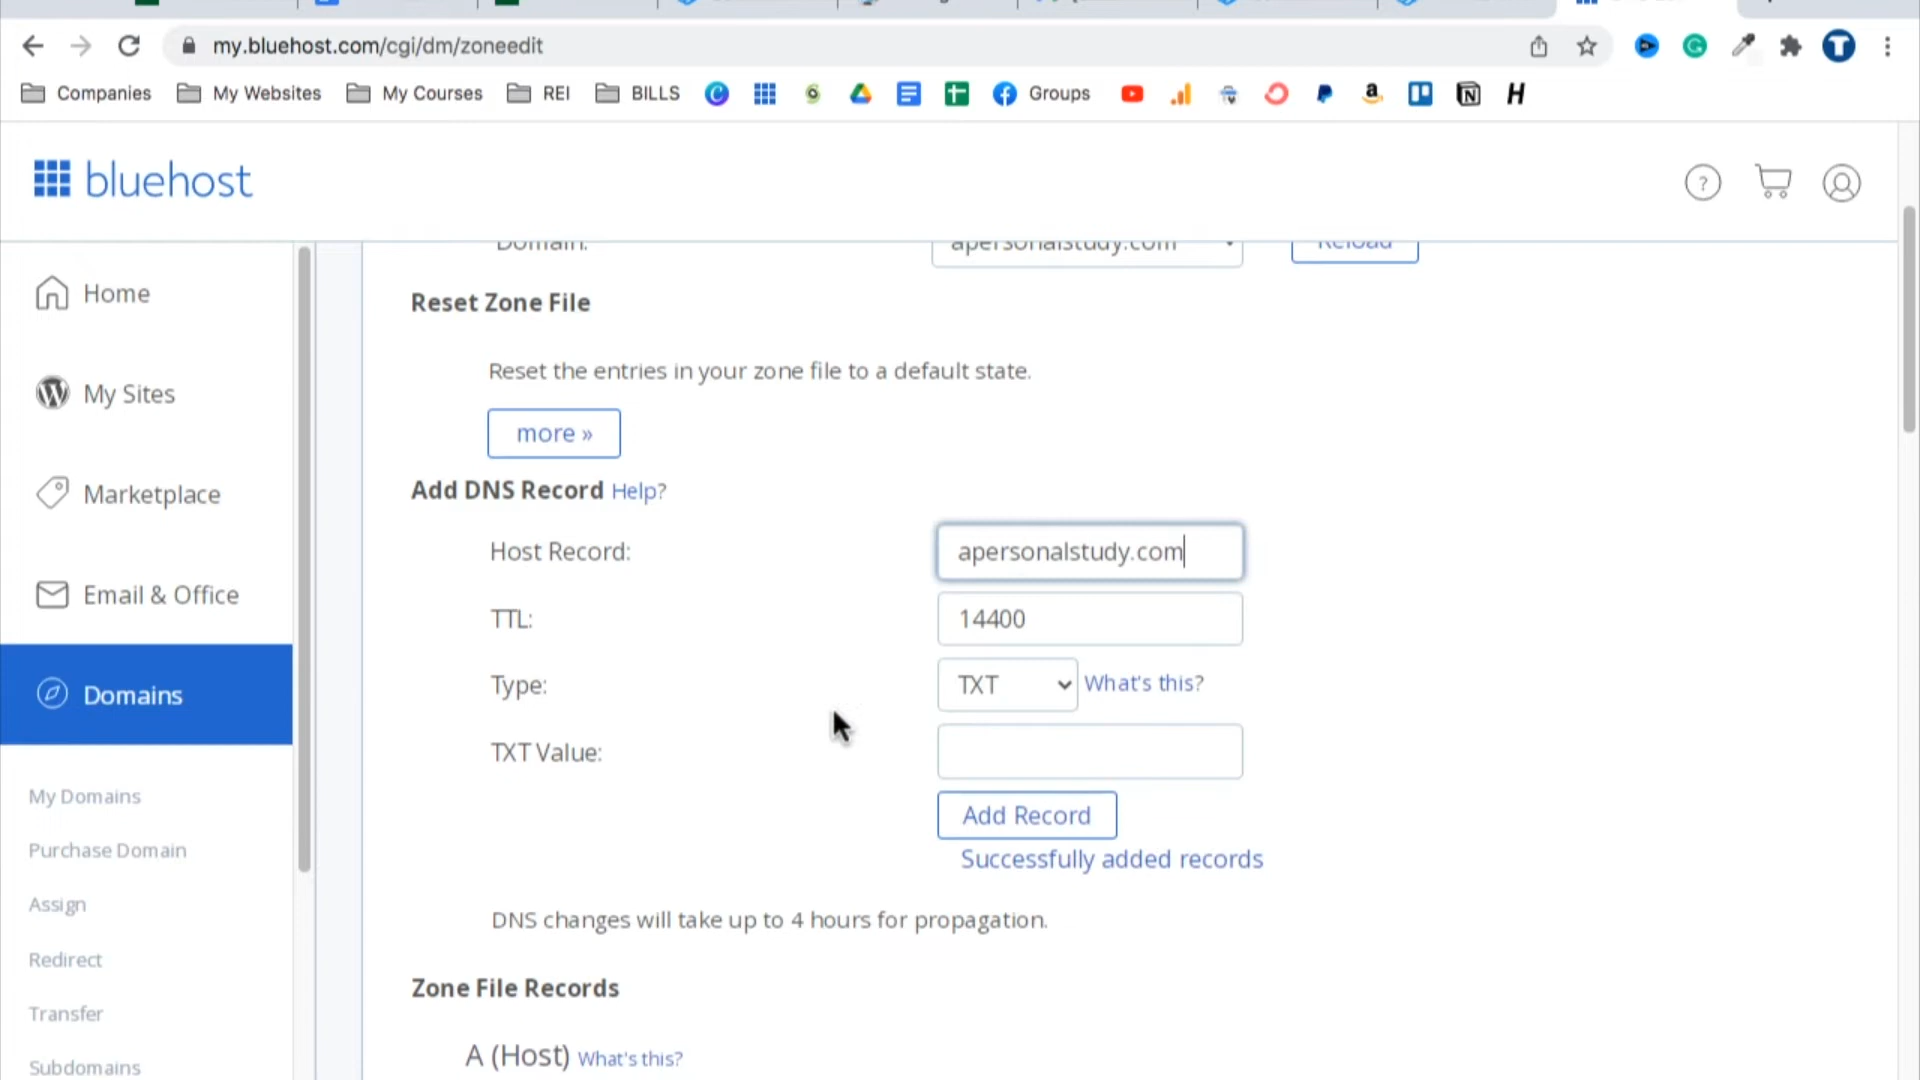 my.bluehost.com/cgi/dm/zoneedit
Companies My Websites My Courses REI BILLS Groups
bluehost
Domain: apersonalstudy.com Reload
Home
My Sites
Marketplace
Email & Office
Domains
My Domains
Purchase Domain
Assign
Redirect
Transfer
Subdomains
Reset Zone File
Reset the entries in your zone file to a default state.
more »
Add DNS Record Help?
Host Record: apersonalstudy.com
TTL: 14400
Type: TXT What's this?
TXT Value:
Add Record
Successfully added records
DNS changes will take up to 4 hours for propagation.
Zone File Records
A (Host) What's this?